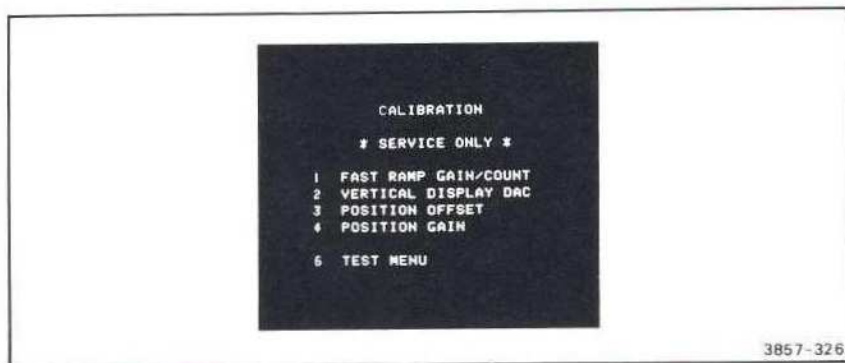 CALIBRATION
* SERVICE ONLY *
1 FAST RAMP GAIN/COUNT
2 VERTICAL DISPLAY DAC
3 POSITION OFFSET
4 POSITION GAIN
6 TEST MENU
3857-326